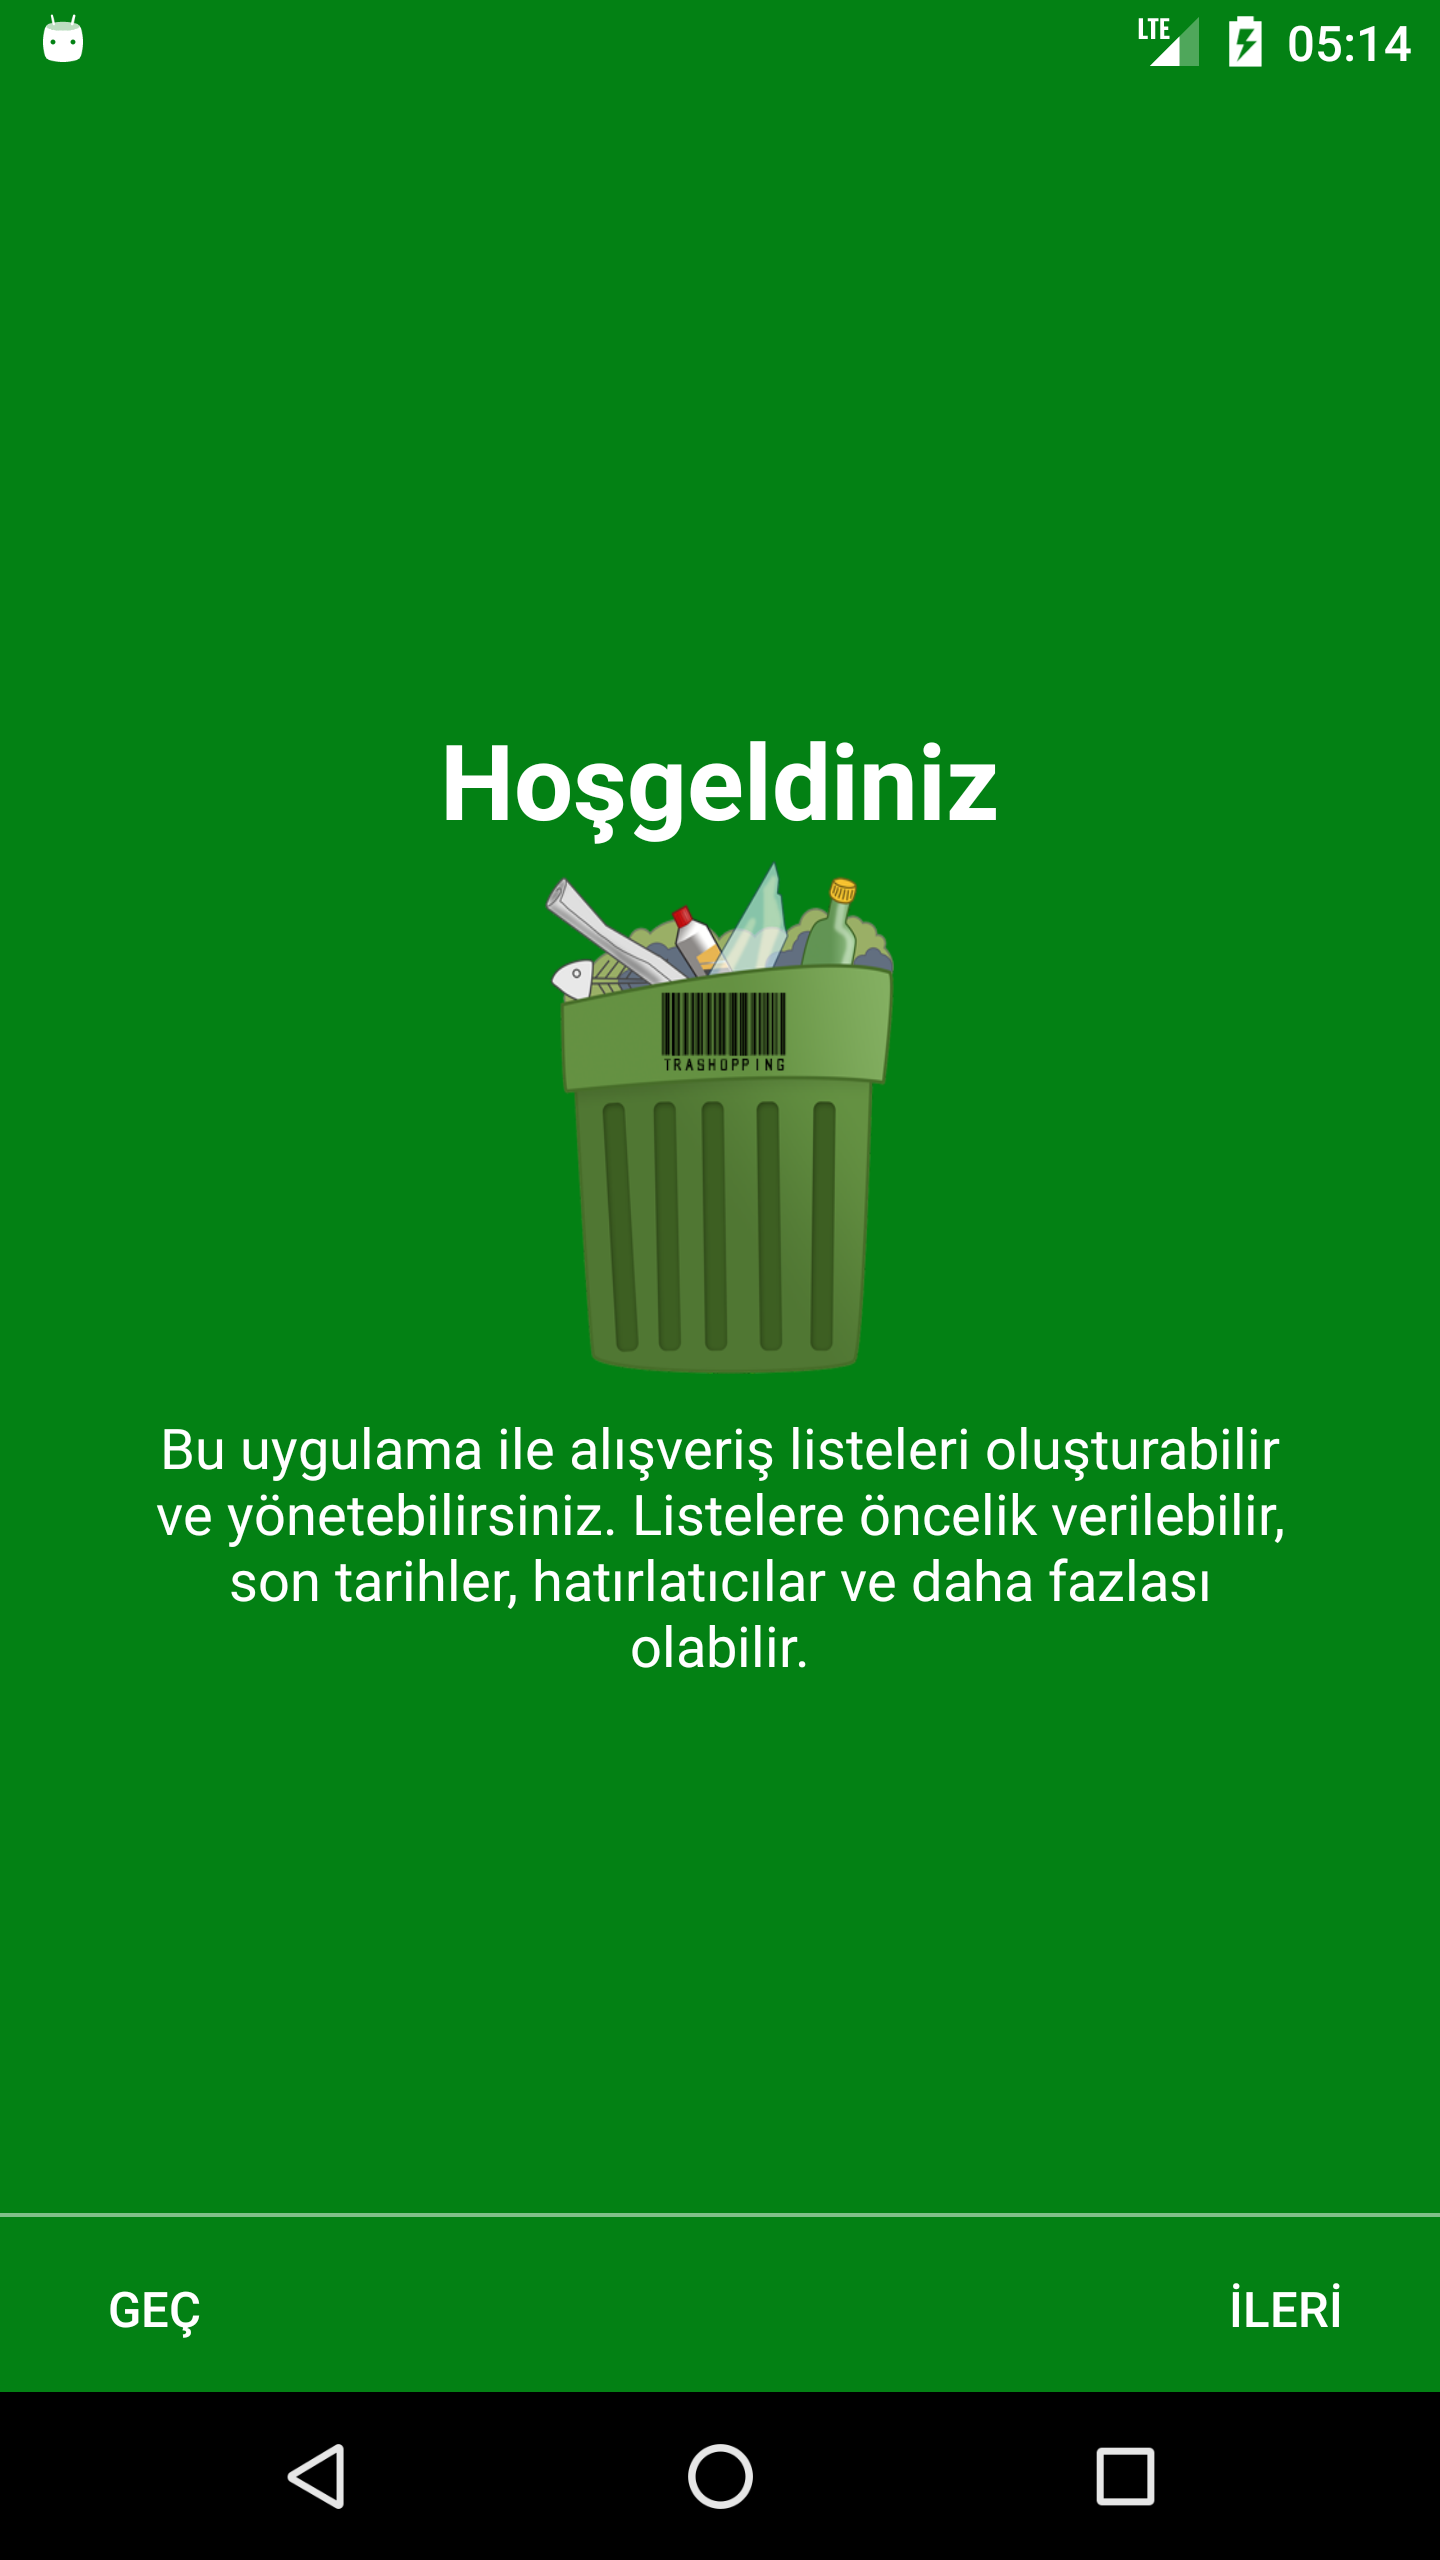 LTE 05:14
Hoşgeldiniz
TRASHOPPING
Bu uygulama ile alışveriş listeleri oluşturabilir
ve yönetebilirsiniz. Listelere öncelik verilebilir,
son tarihler, hatırlatıcılar ve daha fazlası
olabilir.
GEÇ
İLERİ